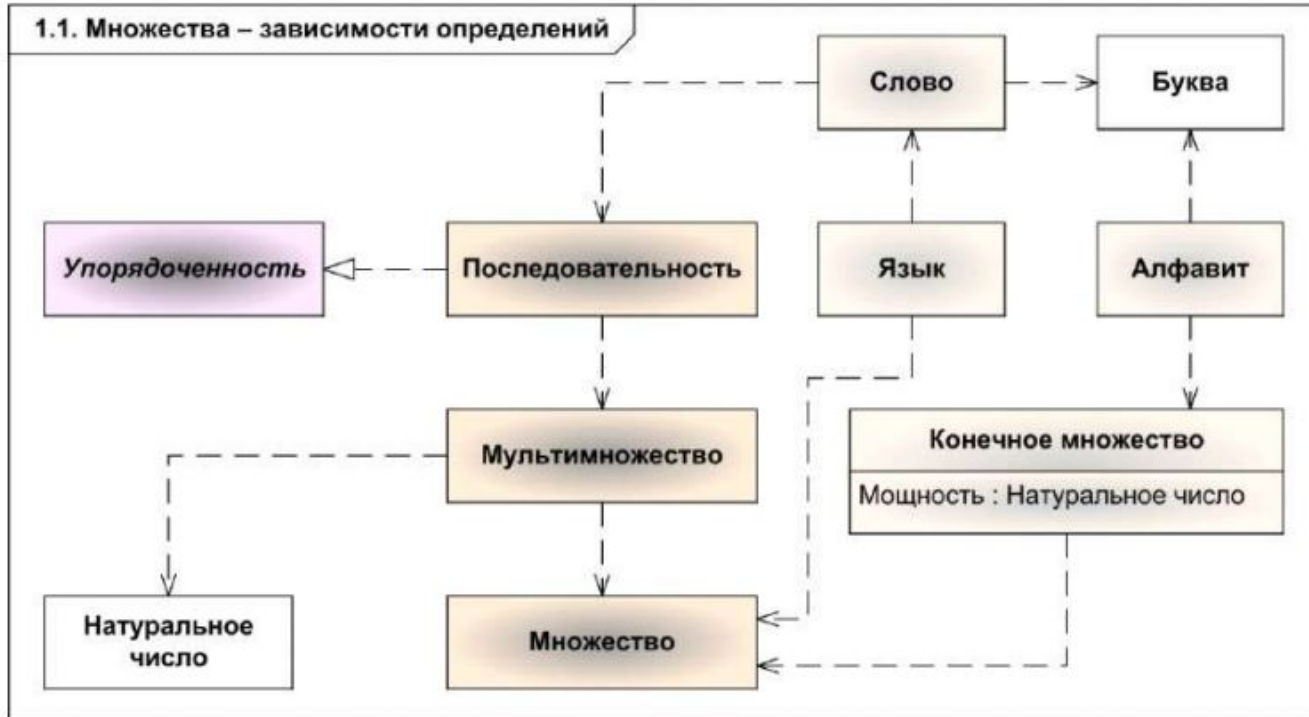 1.1. Множества – зависимости определений
Слово
Буква
Упорядоченность
Последовательность
Язык
Алфавит
Мультимножество
Конечное множество
Мощность : Натуральное число
Натуральное
число
Множество